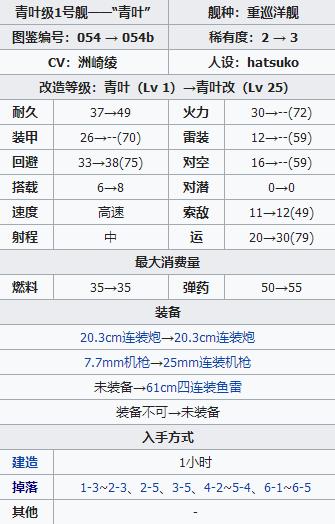 青叶级1号舰——“青叶” 舰种：重巡洋舰
图鉴编号：054 → 054b 稀有度：2 → 3
CV：洲崎绫 人设：hatsuko
改造等级：青叶（Lv 1）→青叶改（Lv 25）
耐久 37→49 火力 30→--(72)
装甲 26→--(70) 雷装 12→--(59)
回避 33→38(75) 对空 16→--(59)
搭载 6→8 对潜 0→0
速度 高速 索敌 11→12(49)
射程 中 运 20→30(79)
最大消费量
燃料 35→35 弹药 50→55
装备
20.3cm连装炮→20.3cm连装炮
7.7mm机枪→25mm连装机枪
未装备→61cm四连装鱼雷
装备不可→未装备
入手方式
建造 1小时
掉落 1-3~2-3、2-5、3-5、4-2~5-4、6-1~6-5
其他 -